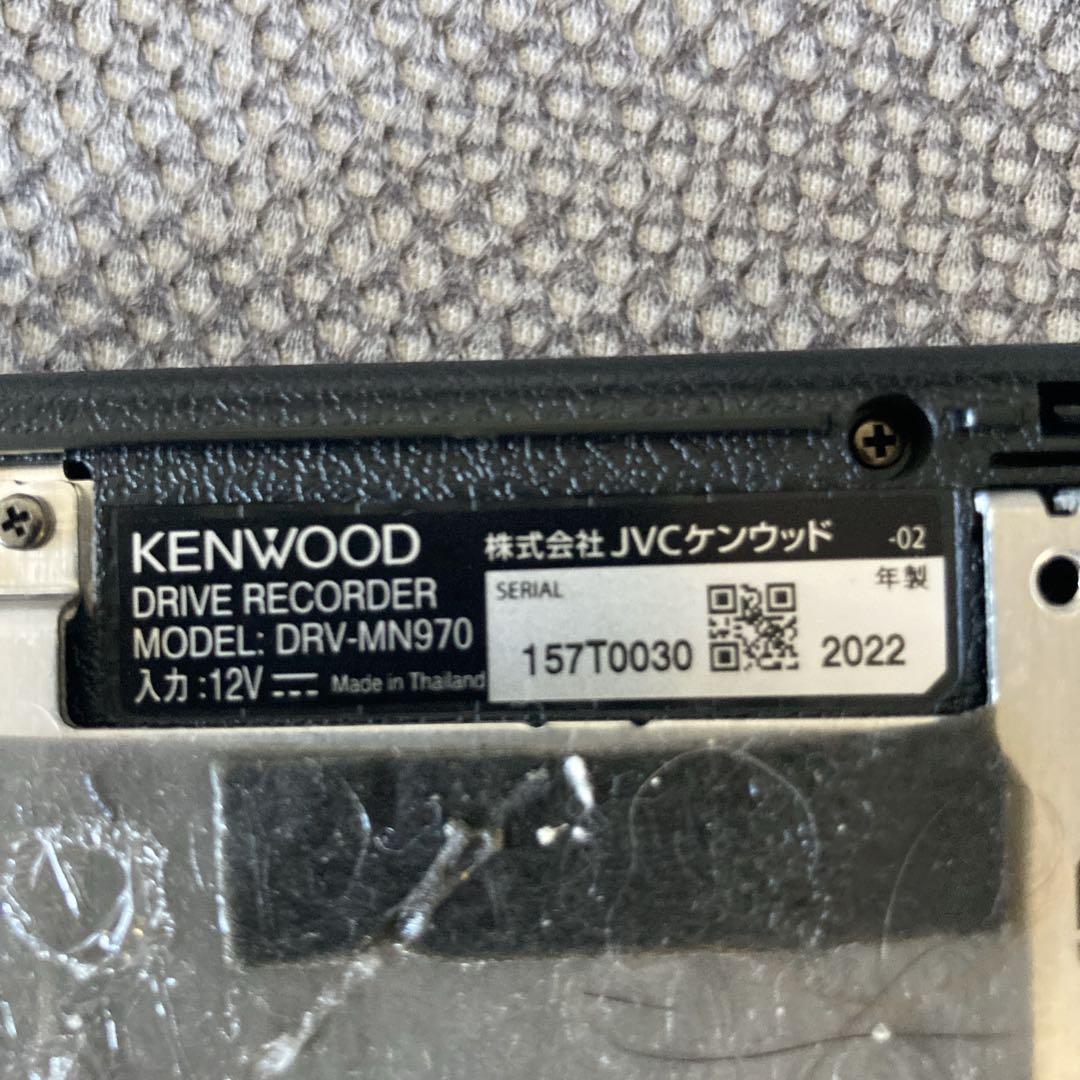 KENWOOD
DRIVE RECORDER
MODEL: DRV-MN970
入力:12V Made in Thailand
株式会社 JVCケンウッド -02
SERIAL 年製
157T0030 2022